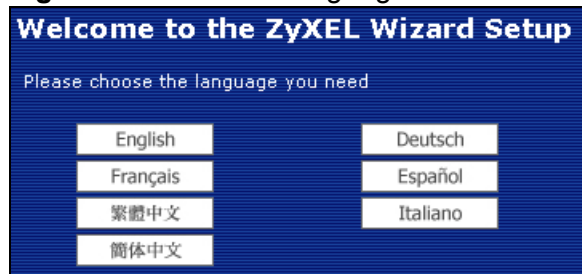 Welcome to the ZyXEL Wizard Setup
Please choose the language you need
English
Deutsch
Français
Español
繁體中文
Italiano
簡体中文